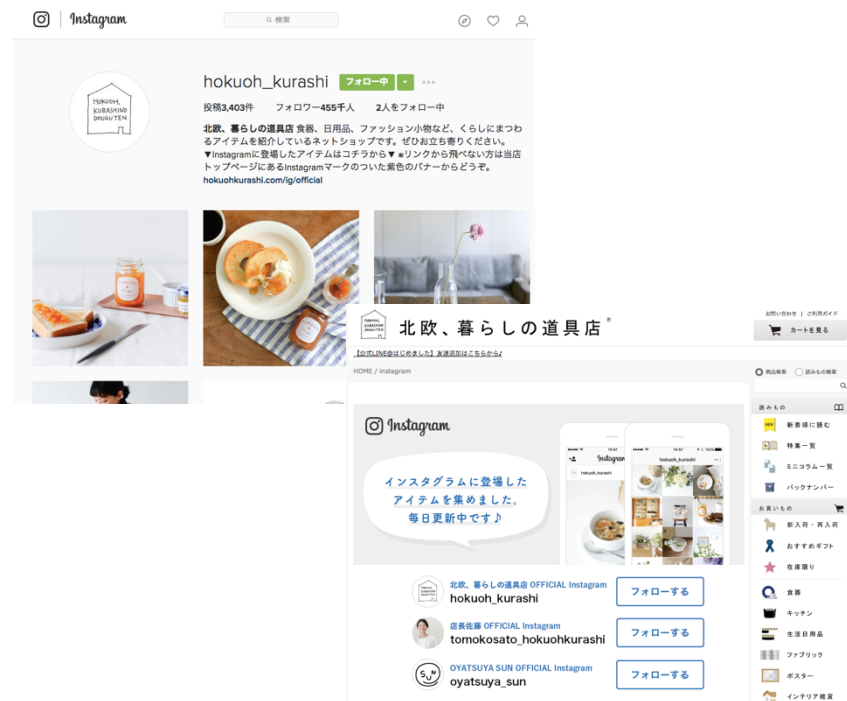 Instagram
検索
hokuoh_kurashi フォロー中
投稿3,403件 フォロワー455千人 2人をフォロー中
北欧、暮らしの道具店 食器、日用品、ファッション小物など、くらしにまつわ
るアイテムを紹介しているネットショップです。ぜひお立ち寄りください。
▼Instagramに登場したアイテムはコチラから▼ ※リンクから飛べない方は当店
トップページにあるInstagramマークのついた紫色のバナーからどうぞ。
hokuohkurashi.com/ig/official
HOKUOH,
KURASHINO
DOUGUTEN
北欧、暮らしの道具店
お問い合わせ | ご利用ガイド
カートを見る
【公式LINE@はじめました】友達追加はこちらから♪
HOME / instagram
商品検索 読みもの検索
Instagram
インスタグラムに登場した
アイテムを集めました。
毎日更新中です♪
Instagram
hokuoh_kurashi
hokuoh_kurashi
北欧、暮らしの道具店 OFFICIAL Instagram
hokuoh_kurashi
フォローする
店長佐藤 OFFICIAL Instagram
tomokosato_hokuohkurashi
フォローする
SUN
OYATSUYA SUN OFFICIAL Instagram
oyatsuya_sun
フォローする
読みもの
NEW 新着順に読む
特集一覧
ミニコラム一覧
バックナンバー
お買いもの
新入荷・再入荷
おすすめギフト
在庫限り
食器
キッチン
生活日用品
ファブリック
ポスター
インテリア雑貨